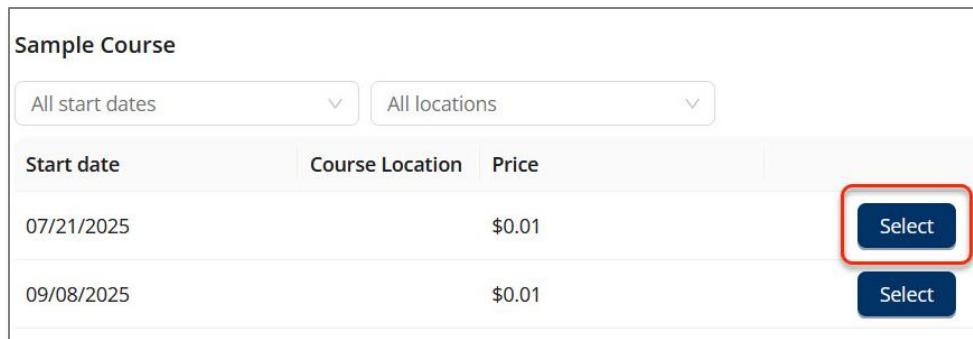 Sample Course
All start dates All locations
Start date Course Location Price
07/21/2025 $0.01 Select
09/08/2025 $0.01 Select